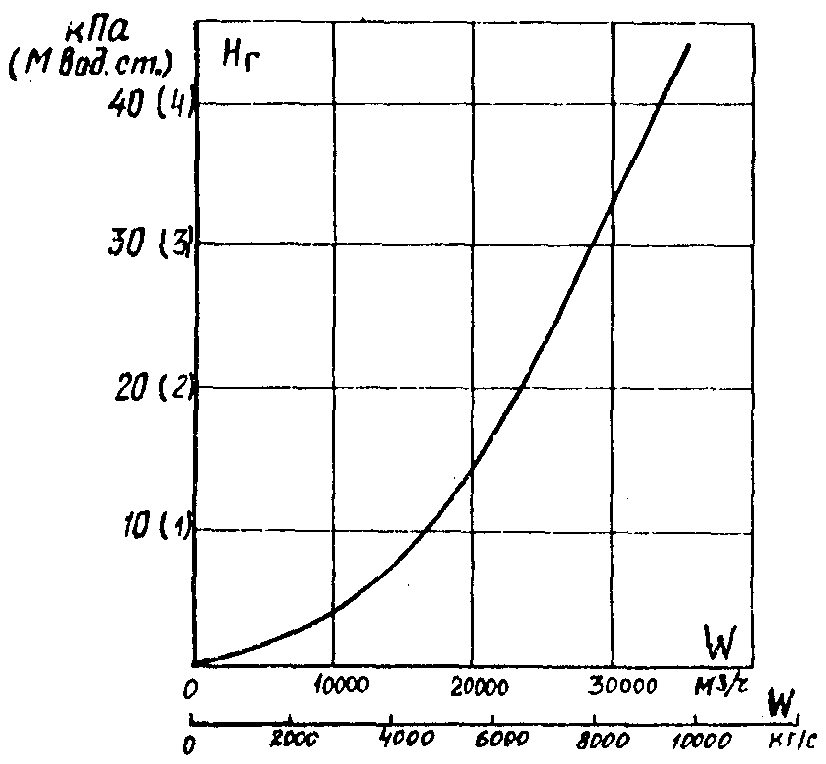 кПа
(М вод. ст.)
Нг
40 (4)
30 (3)
20 (2)
10 (1)
W
0 10000 20000 30000 м3/ч
W
0 2000 4000 6000 8000 10000 кг/с